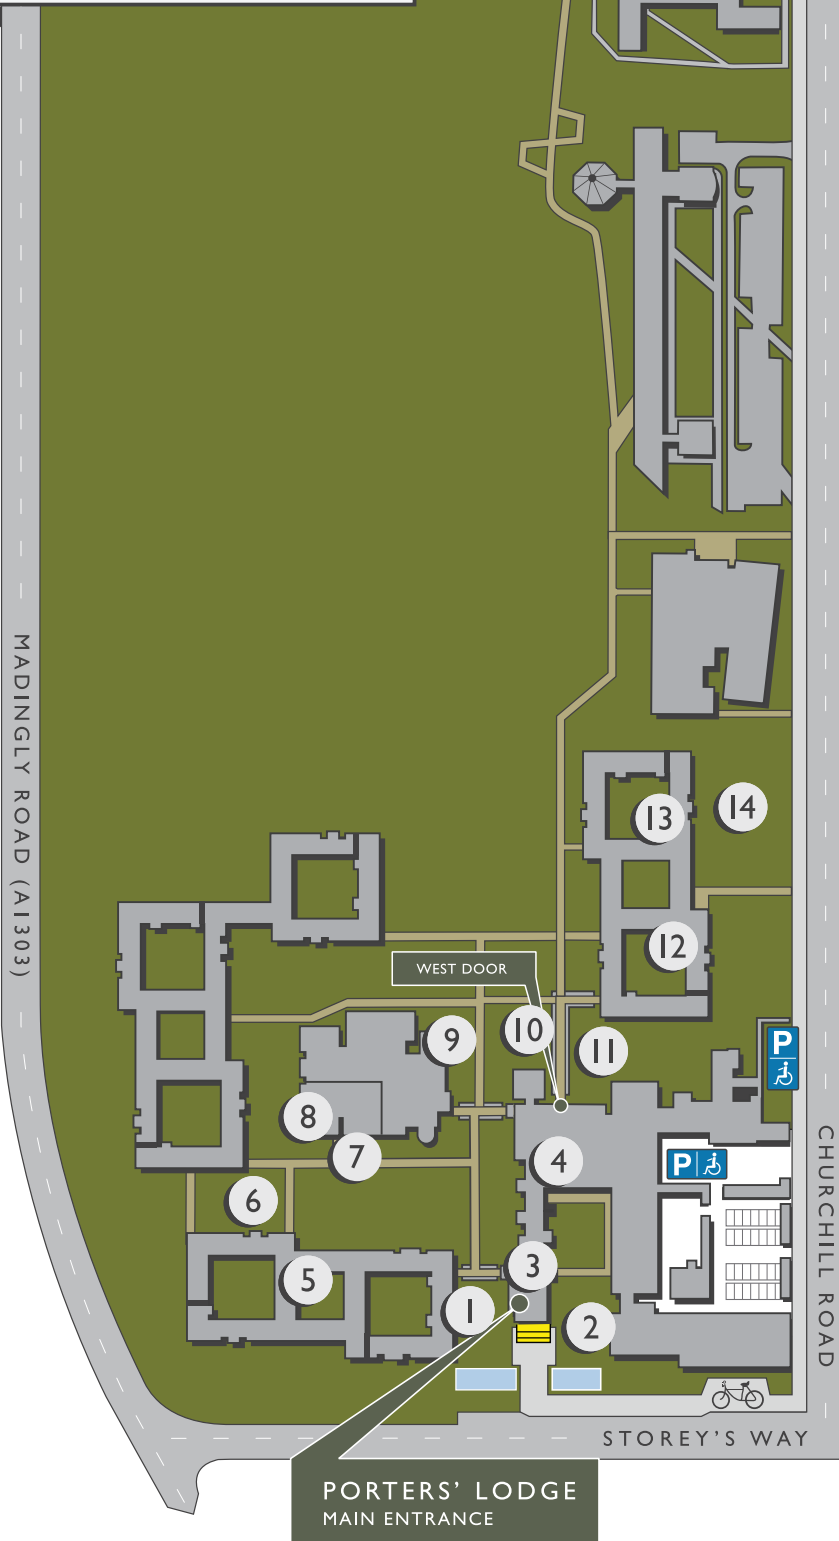 MADINGLY ROAD (A1303)
13
14
12
WEST DOOR
10
9
11
P
8
7
4
P
6
5
3
1
2
CHURCHILL ROAD
STOREY'S WAY
PORTERS' LODGE
MAIN ENTRANCE